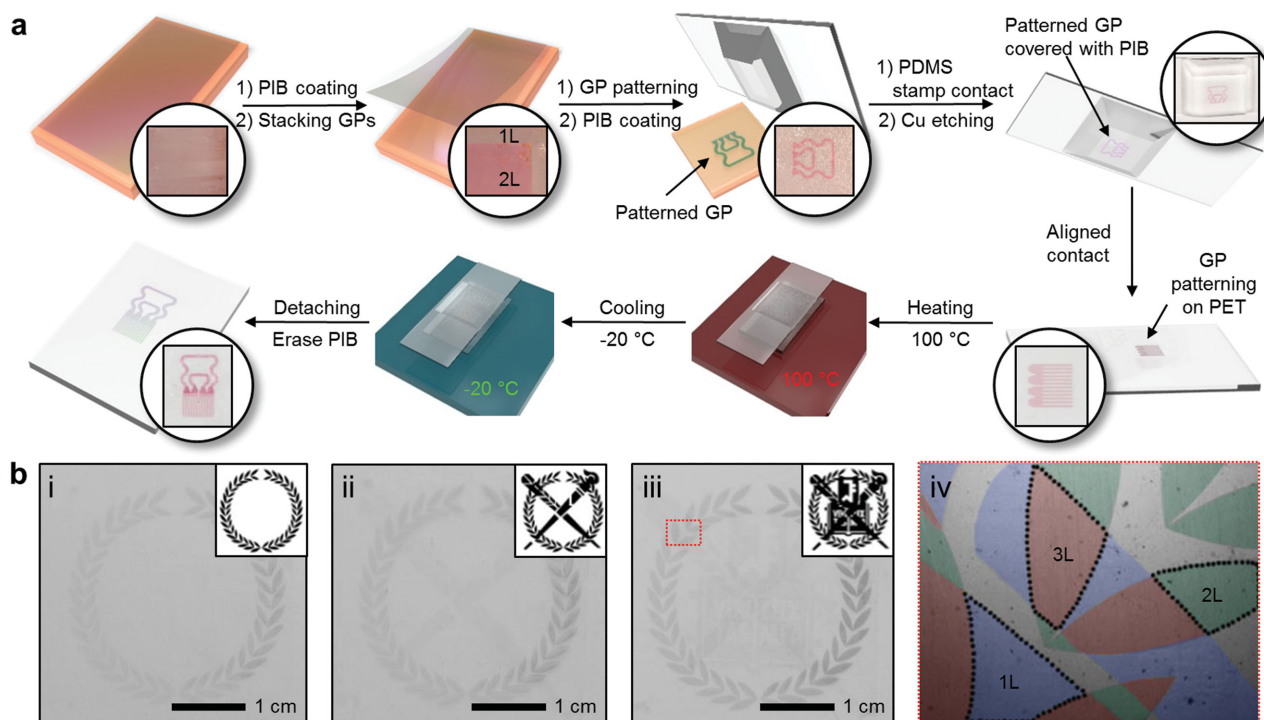 a
1) PIB coating
2) Stacking GPs
1L
2L
1) GP patterning
2) PIB coating
Patterned GP
1) PDMS
stamp contact
2) Cu etching
Patterned GP
covered with PIB
Aligned
contact
GP
patterning
on PET
Heating
100 °C
100 °C
Cooling
-20 °C
-20 °C
Detaching
Erase PIB
b
i
1 cm
ii
1 cm
iii
1 cm
iv
3L
2L
1L